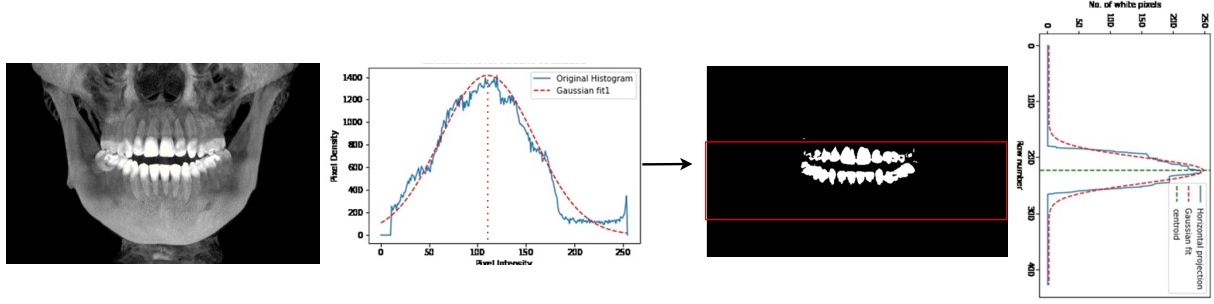 1400
1200
1000
800
600
400
200
0
Pixel Density
0
50
100
150
200
250
Pixel Intensity
Original Histogram
Gaussian fit1
No. of white pixels
0
50
100
150
200
250
0
100
200
300
400
Row number
Horizontal projection
Gaussian fit
centroid